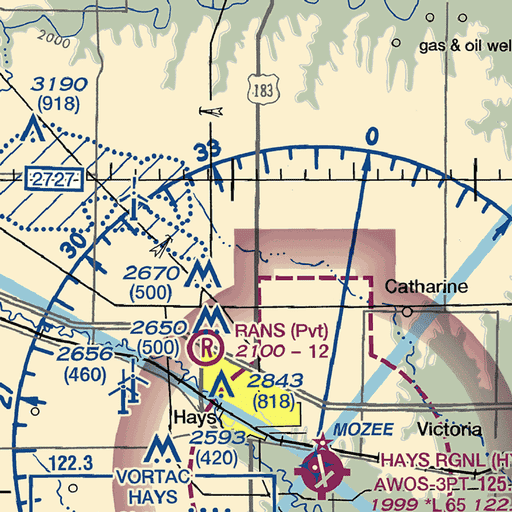 2000
gas & oil wel
3190
(918)
183
33
0
2727
30
2670
(500)
Catharine
2650
(500)
R
RANS (Pvt)
2100 - 12
2656
(460)
2843
(818)
27
Hays
MOZEE
Victoria
2593
(420)
122.3
VORTAC
HAYS
HAYS RGNL (H
AWOS-3PT 125
1999 *L 65 122